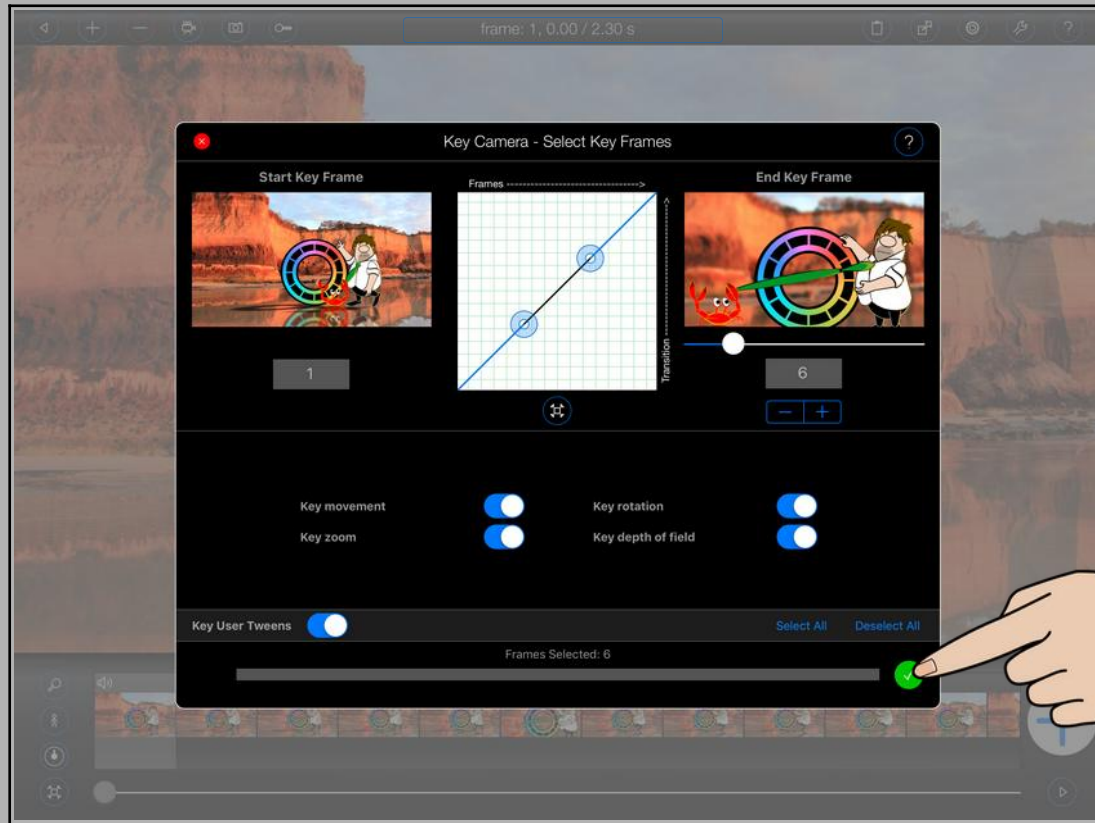 frame: 1, 0.00 / 2.30 s
Key Camera - Select Key Frames
?
?
Start Key Frame
Frames ---------------------------------->
End Key Frame
Transition ---------------------------------->
1
6
- +
Key movement
Key rotation
Key zoom
Key depth of field
Key User Tweens
Select All
Deselect All
Frames Selected: 6